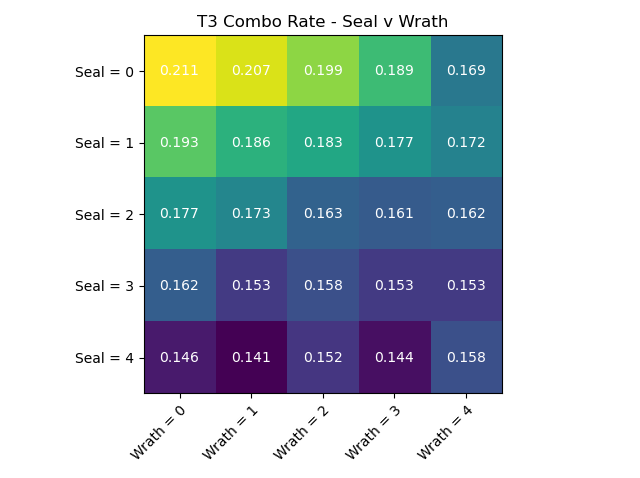 T3 Combo Rate - Seal v Wrath
Seal = 0 0.211 0.207 0.199 0.189 0.169
Seal = 1 0.193 0.186 0.183 0.177 0.172
Seal = 2 0.177 0.173 0.163 0.161 0.162
Seal = 3 0.162 0.153 0.158 0.153 0.153
Seal = 4 0.146 0.141 0.152 0.144 0.158
Wrath = 0 Wrath = 1 Wrath = 2 Wrath = 3 Wrath = 4